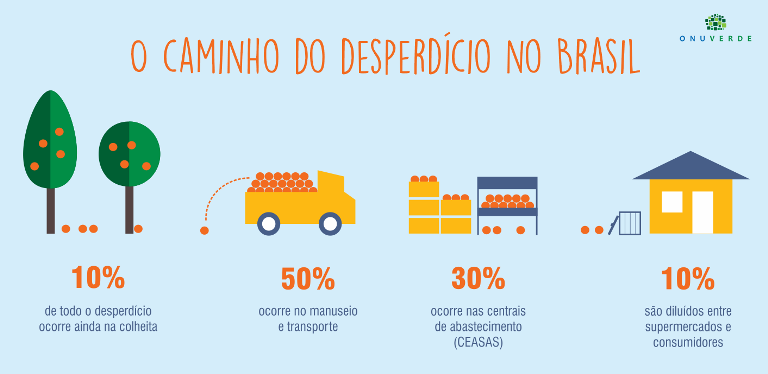 ONUVERDE
O CAMINHO DO DESPERDÍCIO NO BRASIL
10%
de todo o desperdício
ocorre ainda na colheita
50%
ocorre no manuseio
e transporte
30%
ocorre nas centrais
de abastecimento
(CEASAS)
10%
são diluídos entre
supermercados e
consumidores